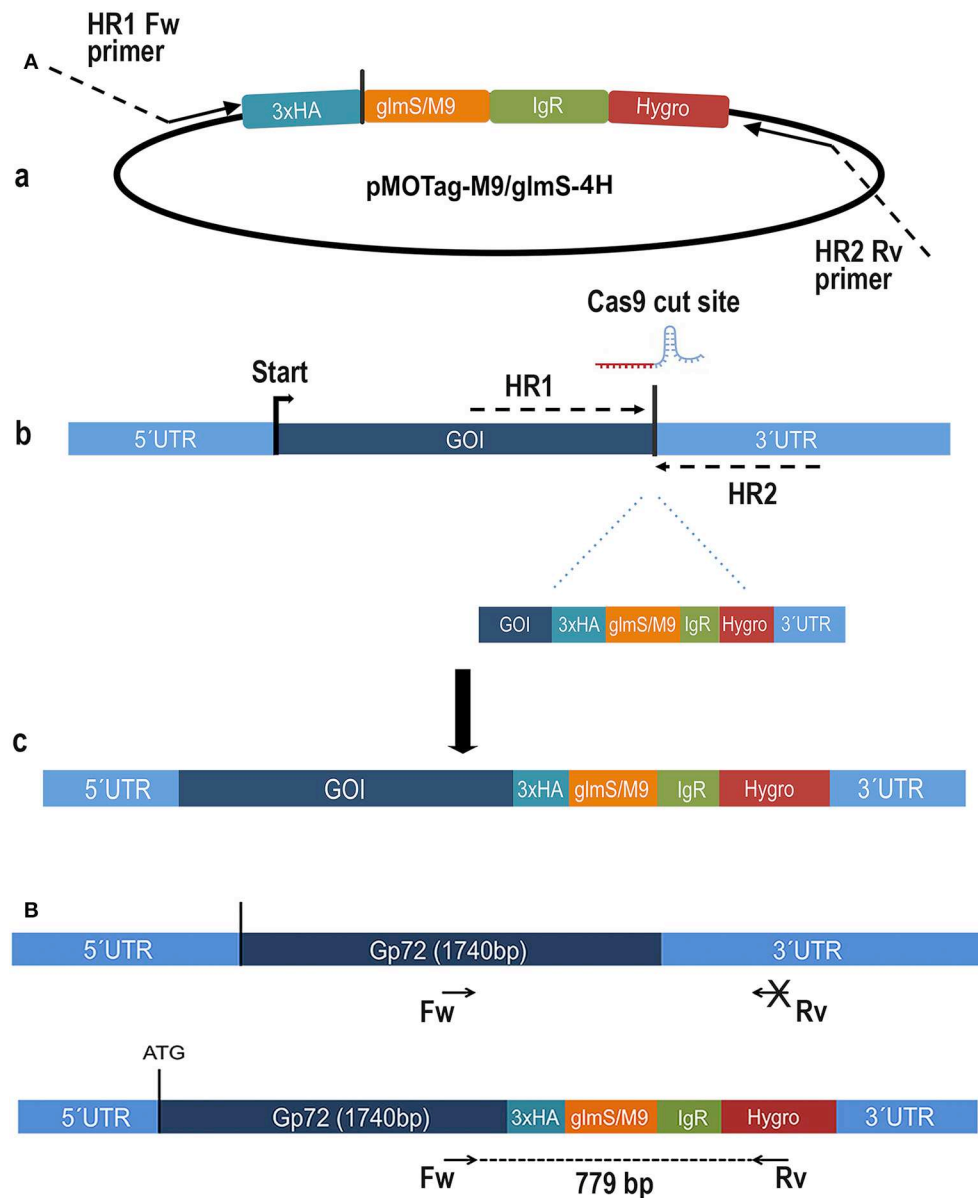 HR1 Fw
primer
A
3xHA glmS/M9 IgR Hygro
a
pMOTag-M9/glmS-4H
HR2 Rv
primer
Cas9 cut site
Start
HR1
b
5´UTR GOI 3´UTR
HR2
GOI 3xHA glmS/M9 IgR Hygro 3´UTR
c
5´UTR GOI 3xHA glmS/M9 IgR Hygro 3´UTR
B
5´UTR Gp72 (1740bp) 3´UTR
Fw X Rv
ATG
5´UTR Gp72 (1740bp) 3xHA glmS/M9 IgR Hygro 3´UTR
Fw 779 bp Rv